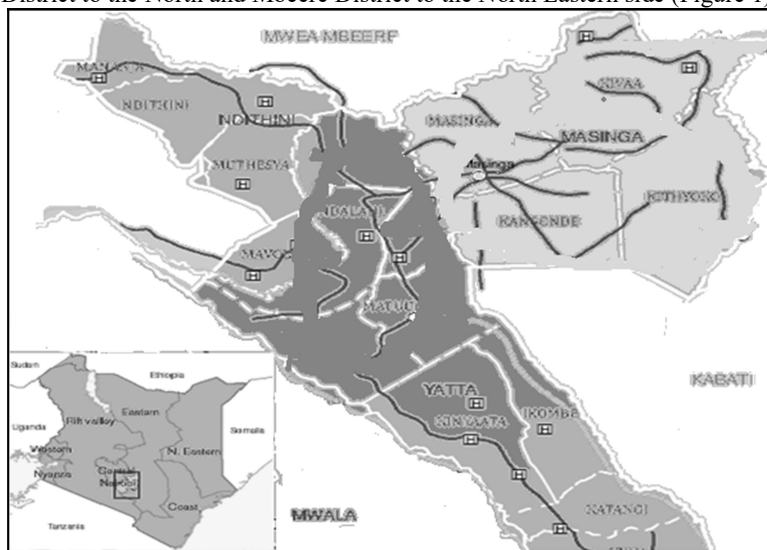 District to the North and Mbeere District to the North Eastern side (Figure 1)
MWEA-MBEERE
H
H
H
KIVAA
NDITHINI
H
NDITHINI
MASINGA
MASINGA
Masinga
MUTHESYA
H
KITHYOKO
NDALANI
KANGONDE
H
H
MAVOL
H
MATUU
KABATI
YATTA
H
KINYAATA
IKOMBE
H
H
H
KATANGI
H
MWALA
Sudan
Ethiopia
Rift valley
Eastern
Uganda
Somalia
Western
N. Eastern
Nyanza
Central
Nairobi
Coast
Tanzania